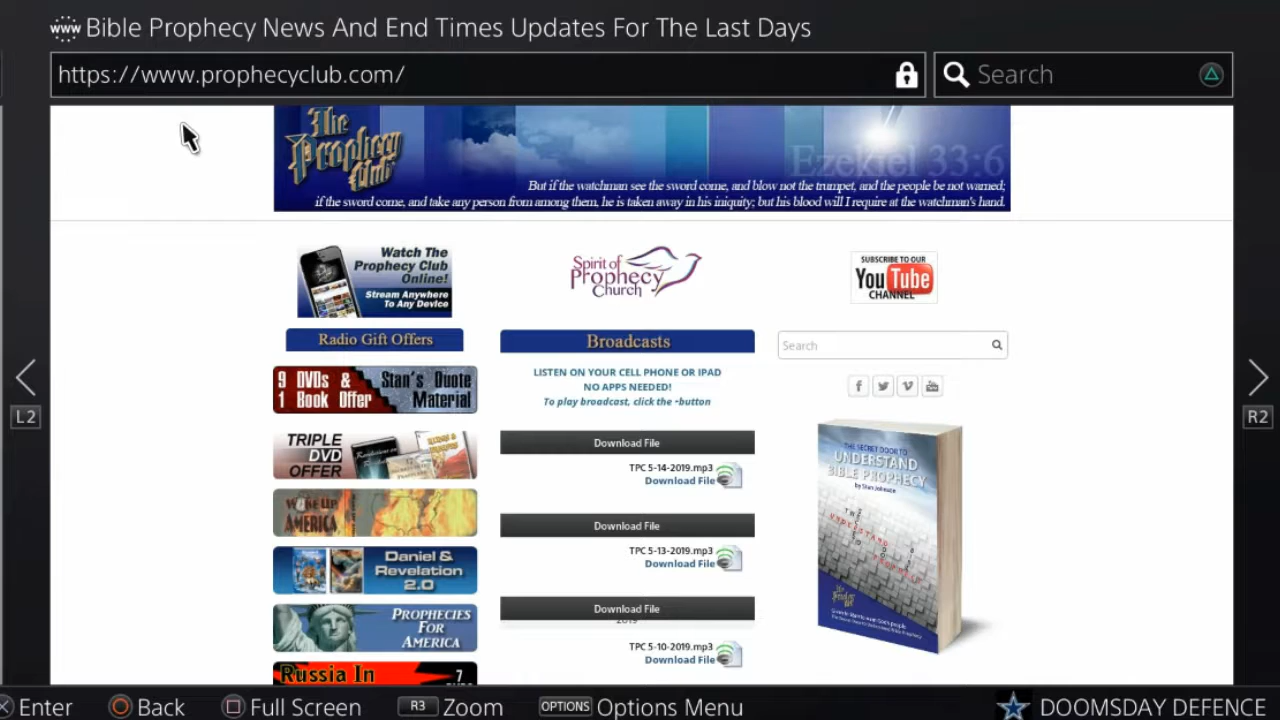 www Bible Prophecy News And End Times Updates For The Last Days
https://www.prophecyclub.com/
Search
The
Prophecy
Club
Ezekiel 33:6
But if the watchman see the sword come, and blow not the trumpet, and the people be not warned;
if the sword come, and take any person from among them, he is taken away in his iniquity; but his blood will I require at the watchman's hand.
Watch The
Prophecy Club
Online!
Stream Anywhere
To Any Device
Spirit of
Prophecy
Church
SUBSCRIBE TO OUR
YouTube
CHANNEL
Radio Gift Offers
9 DVDs &
1 Book Offer
Stan's Quote
Material
TRIPLE
DVD
OFFER
WAKE UP
AMERICA
Daniel &
Revelation
2.0
PROPHECIES
FOR
AMERICA
Russia In
7
Broadcasts
LISTEN ON YOUR CELL PHONE OR IPAD
NO APPS NEEDED!
To play broadcast, click the -button
Download File
TPC 5-14-2019.mp3
Download File
Download File
TPC 5-13-2019.mp3
Download File
Download File
2019
TPC 5-10-2019.mp3
Download File
Search
THE SECRET DOOR TO
UNDERSTAND
BIBLE PROPHECY
by Stan Johnson
The
Prophecy
Club
L2
R2
Enter
Back
Full Screen
R3 Zoom
OPTIONS Options Menu
DOOMSDAY DEFENCE